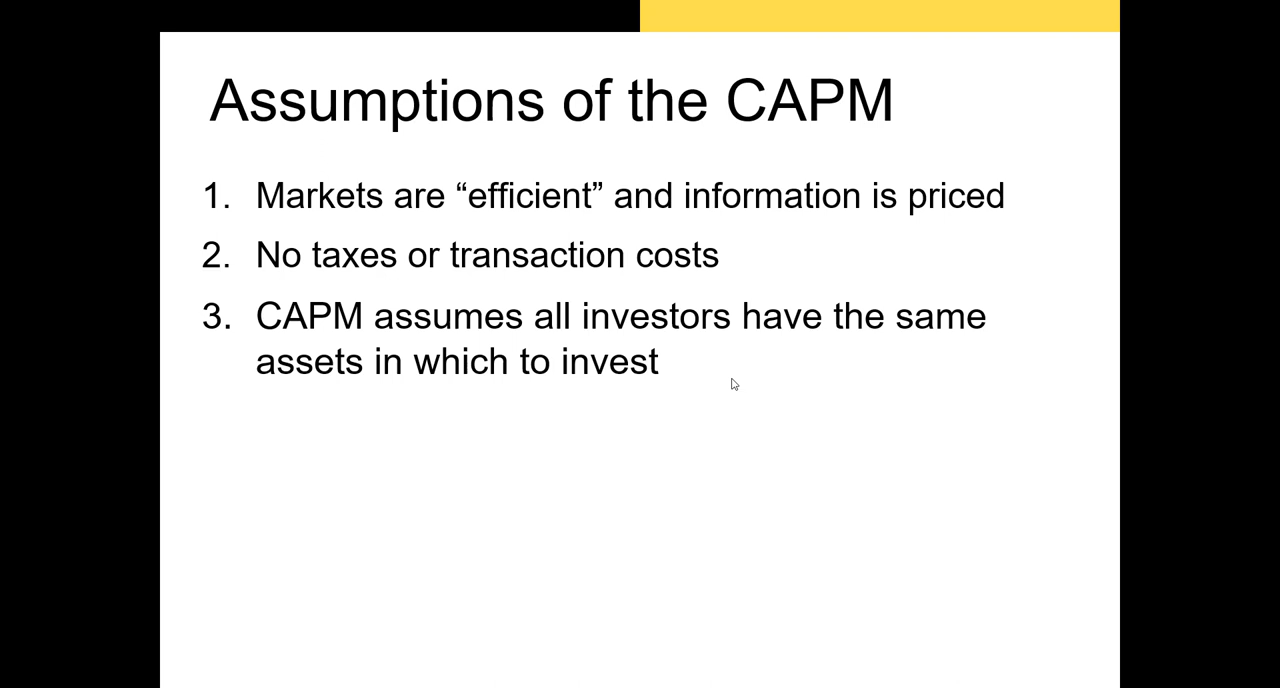 Assumptions of the CAPM
1. Markets are “efficient” and information is priced
2. No taxes or transaction costs
3. CAPM assumes all investors have the same
assets in which to invest